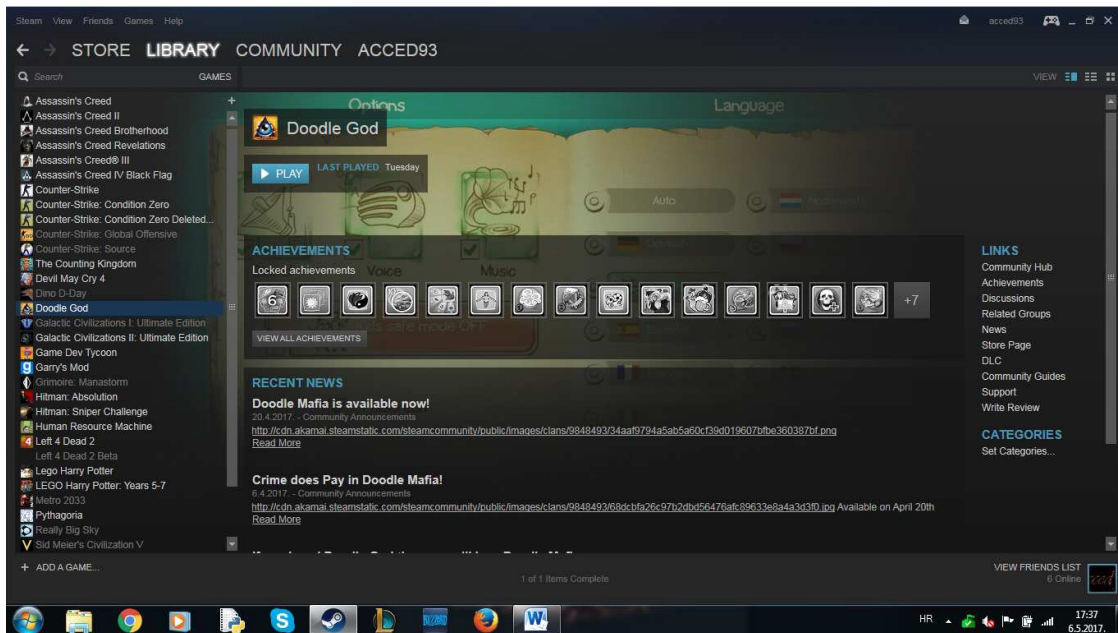 Steam View Friends Games Help
acced93
STORE LIBRARY COMMUNITY ACCED93
Search GAMES
VIEW
Assassin's Creed
Assassin's Creed II
Assassin's Creed Brotherhood
Assassin's Creed Revelations
Assassin's Creed® III
Assassin's Creed IV Black Flag
Counter-Strike
Counter-Strike: Condition Zero
Counter-Strike: Condition Zero Deleted...
Counter-Strike: Global Offensive
Counter-Strike: Source
The Counting Kingdom
Devil May Cry 4
Dino D-Day
Doodle God
Galactic Civilizations I: Ultimate Edition
Galactic Civilizations II: Ultimate Edition
Game Dev Tycoon
Garry's Mod
Grimoire: Manastorm
Hitman: Absolution
Hitman: Sniper Challenge
Human Resource Machine
Left 4 Dead 2
Left 4 Dead 2 Beta
Lego Harry Potter
LEGO Harry Potter: Years 5-7
Metro 2033
Pythagoria
Really Big Sky
Sid Meier's Civilization V
+ ADD A GAME...
Options
Language
Doodle God
PLAY LAST PLAYED Tuesday
Auto
Voice
Music
safe mode OFF
ACHIEVEMENTS
Locked achievements
6
+7
VIEW ALL ACHIEVEMENTS
RECENT NEWS
Doodle Mafia is available now!
20.4.2017. - Community Announcements
http://cdn.akamai.steamstatic.com/steamcommunity/public/images/clans/9848493/34aaf9794a5ab5a60cf39d019607bfbe360387bf.png
Read More
Crime does Pay in Doodle Mafia!
6.4.2017. - Community Announcements
http://cdn.akamai.steamstatic.com/steamcommunity/public/images/clans/9848493/68dcbfa26c97b2dbd56476afc89633e8a4a3d3f0.jpg Available on April 20th
Read More
LINKS
Community Hub
Achievements
Discussions
Related Groups
News
Store Page
DLC
Community Guides
Support
Write Review
CATEGORIES
Set Categories...
1 of 1 Items Complete
VIEW FRIENDS LIST
6 Online
BLIZZARD
HR
17:37
6.5.2017.